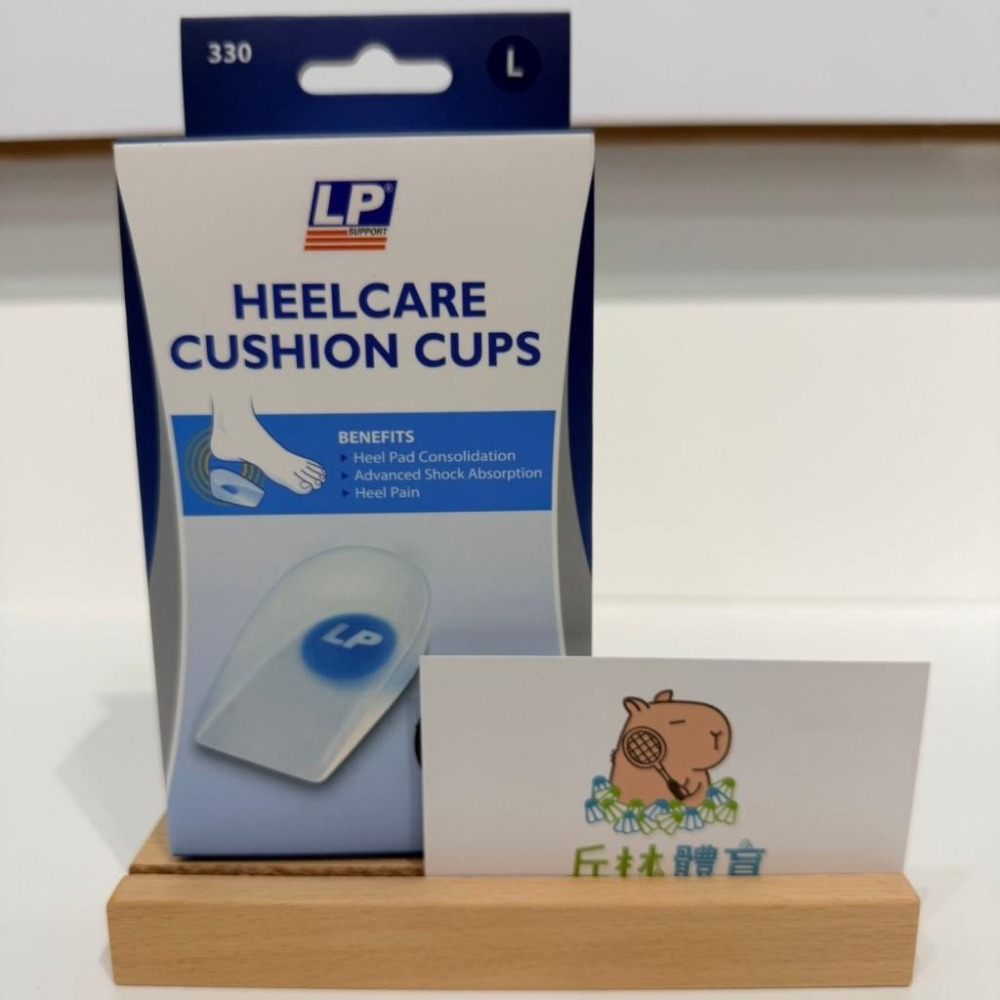 330
L
LP®
SUPPORT
HEELCARE
CUSHION CUPS
BENEFITS
Heel Pad Consolidation
Advanced Shock Absorption
Heel Pain
LP
丘林體育